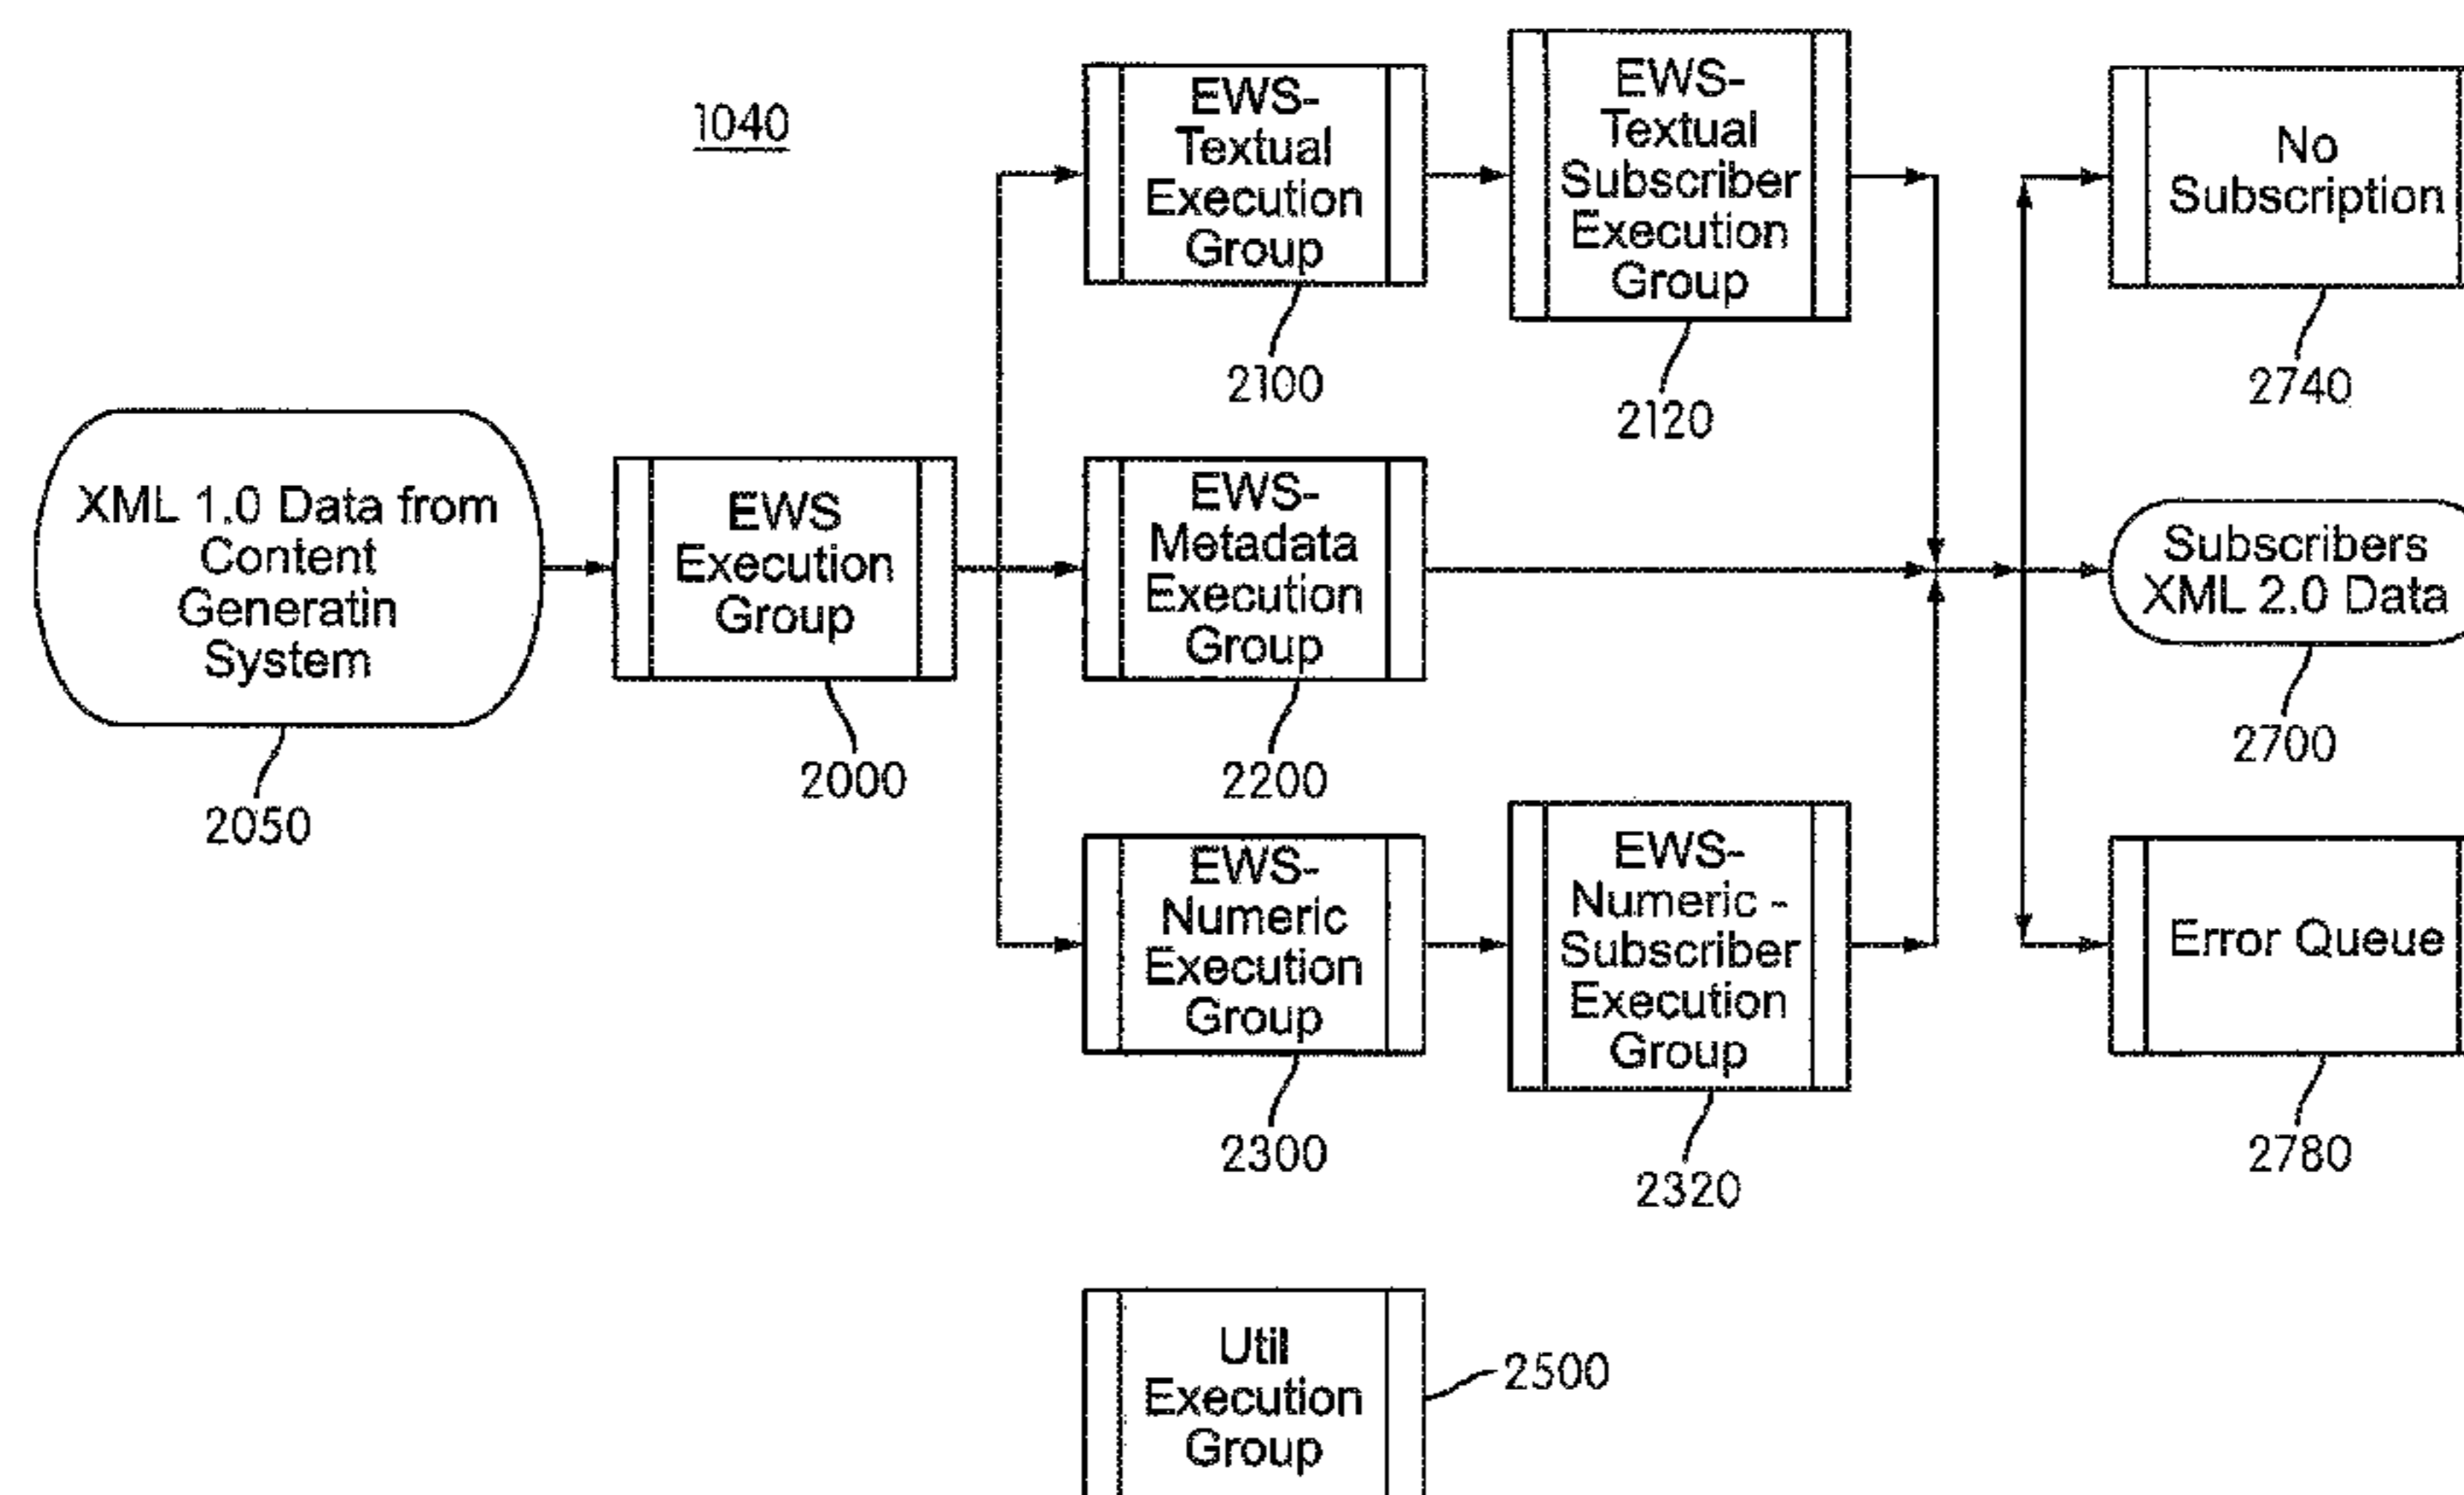 1040
XML 1.0 Data from
Content
Generatin
System
2050
EWS
Execution
Group
2000
EWS-
Textual
Execution
Group
2100
EWS-
Textual
Subscriber
Execution
Group
2120
EWS-
Metadata
Execution
Group
2200
EWS-
Numeric
Execution
Group
2300
EWS-
Numeric -
Subscriber
Execution
Group
2320
No
Subscription
2740
Subscribers
XML 2.0 Data
2700
Error Queue
2780
Util
Execution
Group
2500